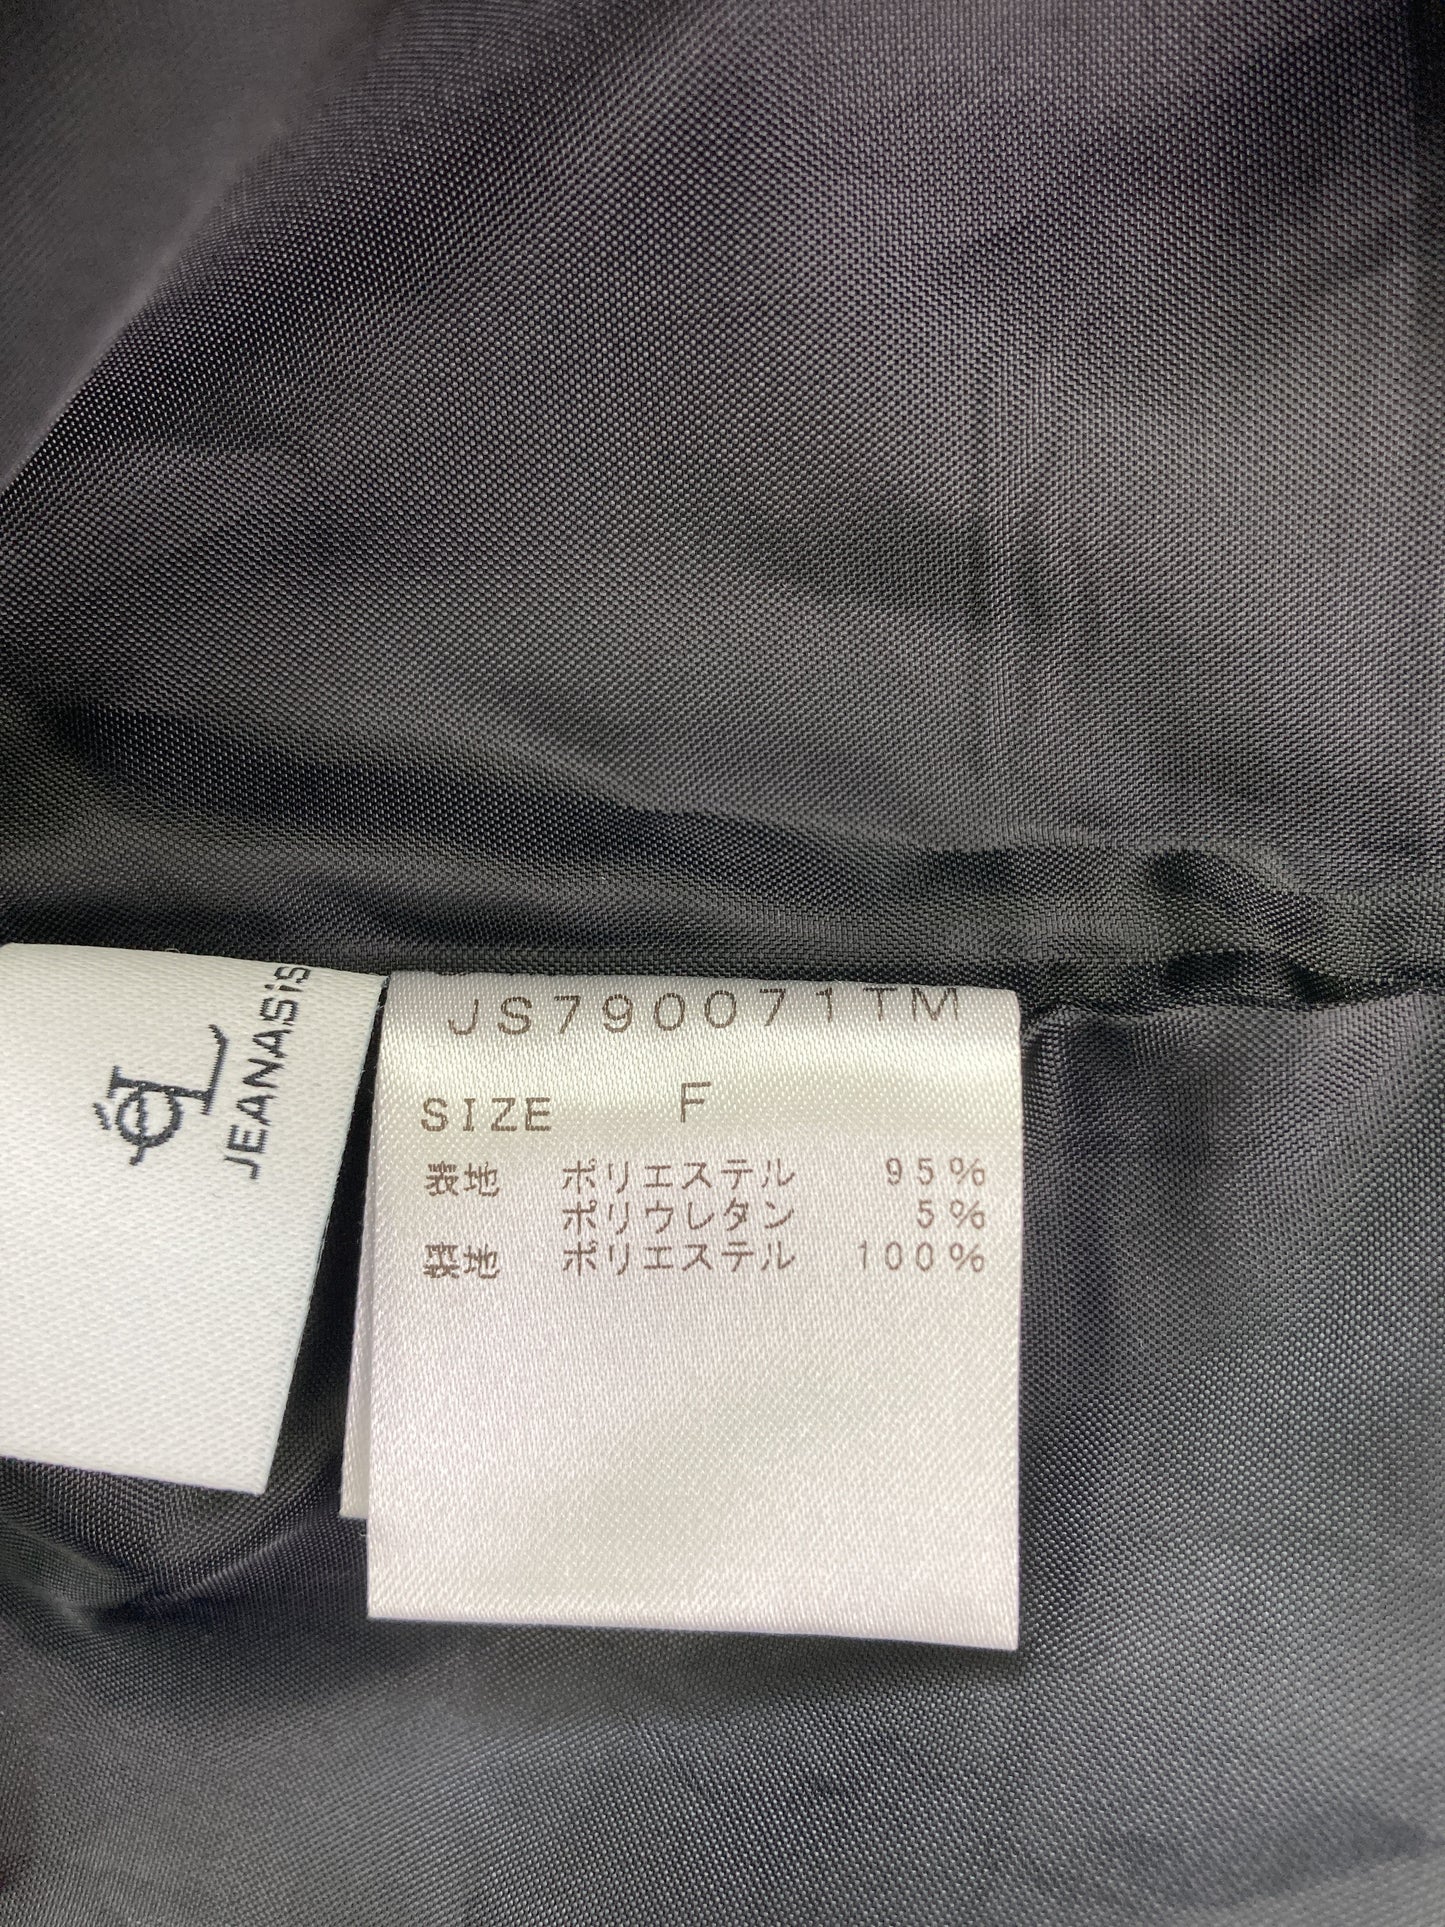 JEANASiS
JS790071TM
SIZE F
表地 ポリエステル 95%
ポリウレタン 5%
裏地 ポリエステル 100%